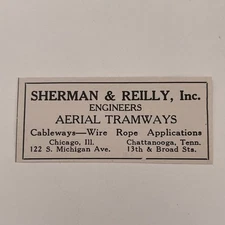 SHERMAN & REILLY, Inc.
ENGINEERS
AERIAL TRAMWAYS
Cableways—Wire Rope Applications
Chicago, Ill. Chattanooga, Tenn.
122 S. Michigan Ave. 13th & Broad Sts.